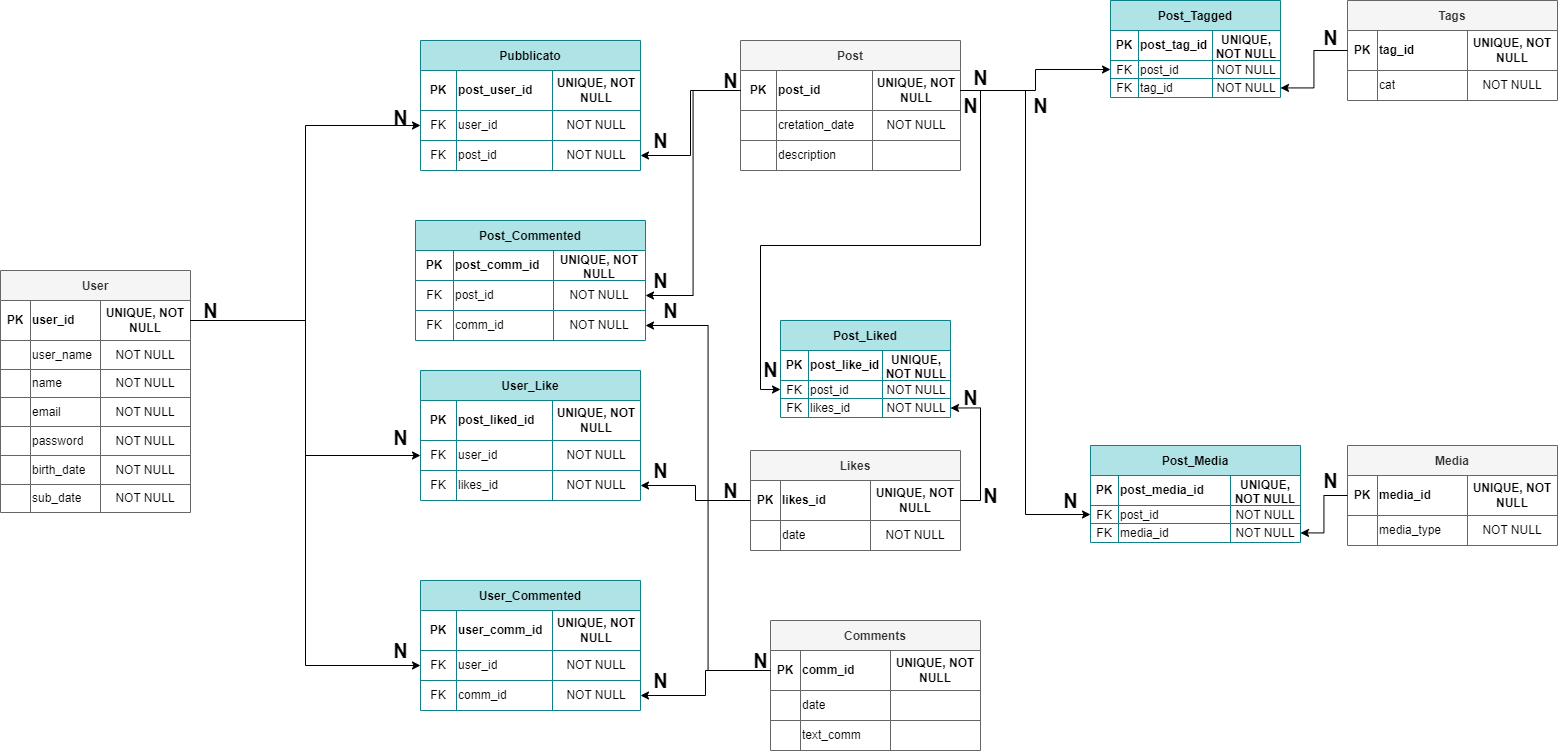 Pubblicato
PK post_user_id UNIQUE, NOT
NULL
FK user_id NOT NULL
FK post_id NOT NULL
N
N
Post
PK post_id UNIQUE, NOT
NULL
cretation_date NOT NULL
description
N
N
N
N
Post_Tagged
PK post_tag_id UNIQUE,
NOT NULL
FK post_id NOT NULL
FK tag_id NOT NULL
N
Tags
PK tag_id UNIQUE, NOT
NULL
cat NOT NULL
Post_Commented
PK post_comm_id UNIQUE, NOT
NULL
FK post_id NOT NULL
FK comm_id NOT NULL
N
N
User
PK user_id UNIQUE, NOT
NULL
user_name NOT NULL
name NOT NULL
email NOT NULL
password NOT NULL
birth_date NOT NULL
sub_date NOT NULL
N
Post_Liked
PK post_like_id UNIQUE,
NOT NULL
FK post_id NOT NULL
FK likes_id NOT NULL
N
N
User_Like
PK post_liked_id UNIQUE, NOT
NULL
FK user_id NOT NULL
FK likes_id NOT NULL
N
N
Likes
PK likes_id UNIQUE, NOT
NULL
date NOT NULL
N
N
Post_Media
PK post_media_id UNIQUE,
NOT NULL
FK post_id NOT NULL
FK media_id NOT NULL
N
N
Media
PK media_id UNIQUE, NOT
NULL
media_type NOT NULL
User_Commented
PK user_comm_id UNIQUE, NOT
NULL
FK user_id NOT NULL
FK comm_id NOT NULL
N
N
Comments
PK comm_id UNIQUE, NOT
NULL
date
text_comm
N